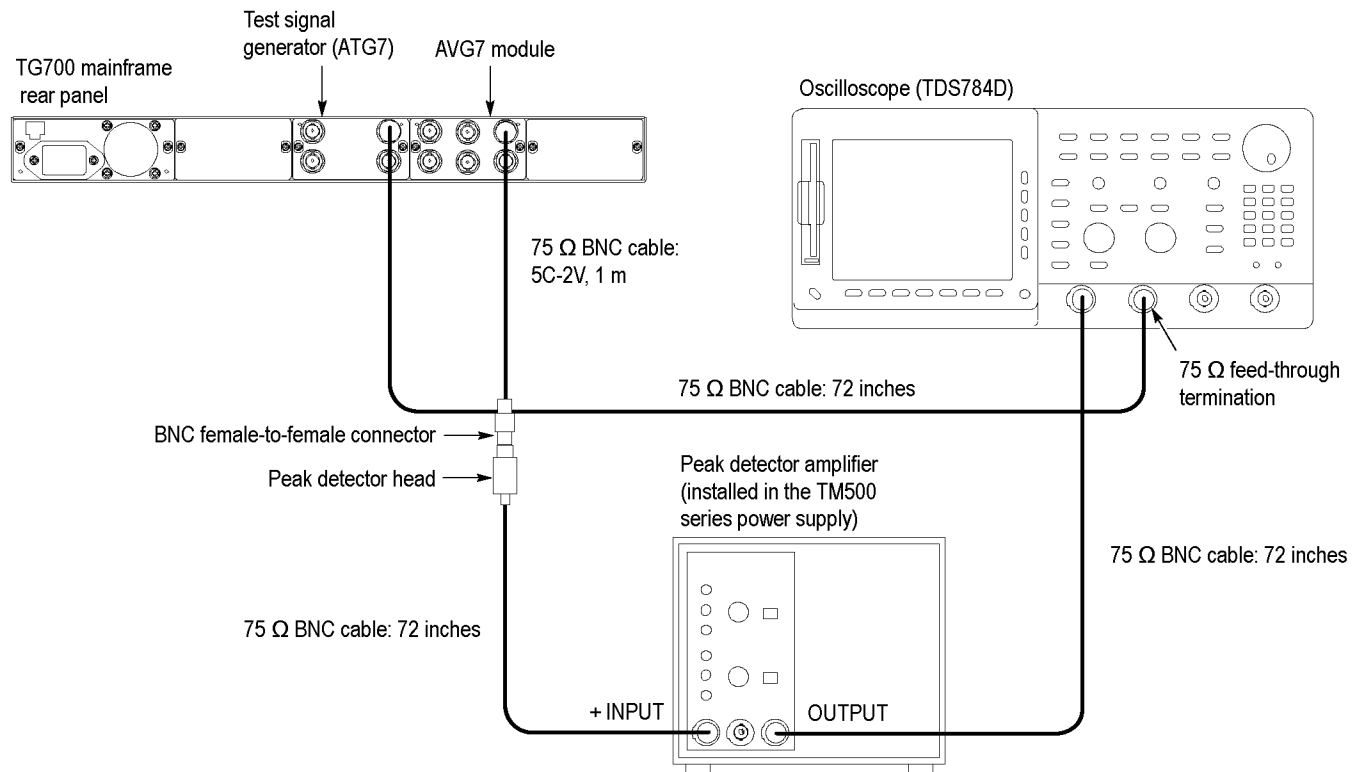 Test signal
generator (ATG7)
AVG7 module
TG700 mainframe
rear panel
Oscilloscope (TDS784D)
75 Ω BNC cable:
5C-2V, 1 m
75 Ω feed-through
termination
75 Ω BNC cable: 72 inches
BNC female-to-female connector
Peak detector head
Peak detector amplifier
(installed in the TM500
series power supply)
75 Ω BNC cable: 72 inches
75 Ω BNC cable: 72 inches
+ INPUT
OUTPUT